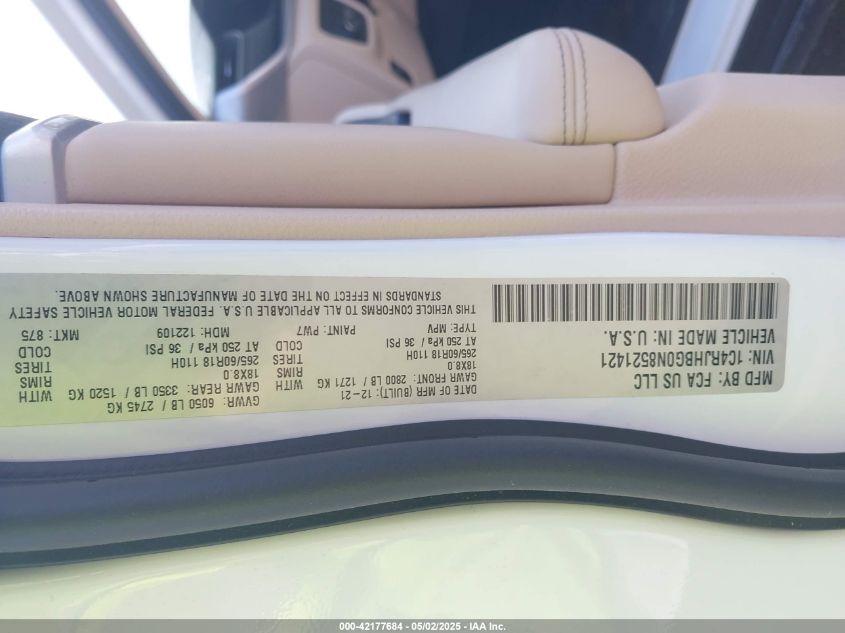 MFD BY: FCA US LLC
VIN: 1C4RJHBG0N8521421
VEHICLE MADE IN: U.S.A.
DATE OF MFR (BUILT): 12-21
GVWR: 6050 LB / 2745 KG
GAWR FRONT: 2800 LB / 1271 KG WITH
18X8.0 RIMS
265/60R18 110H TIRES
AT 250 kPa / 36 PSI COLD
GAWR REAR: 3350 LB / 1520 KG WITH
18X8.0 RIMS
265/60R18 110H TIRES
AT 250 kPa / 36 PSI COLD
TYPE: MPV PAINT: PW7 MDH: 122109 MKT: 875
THIS VEHICLE CONFORMS TO ALL APPLICABLE U.S.A. FEDERAL MOTOR VEHICLE SAFETY
STANDARDS IN EFFECT ON THE DATE OF MANUFACTURE SHOWN ABOVE.
000-42177684 - 05/02/2025 - IAA Inc.